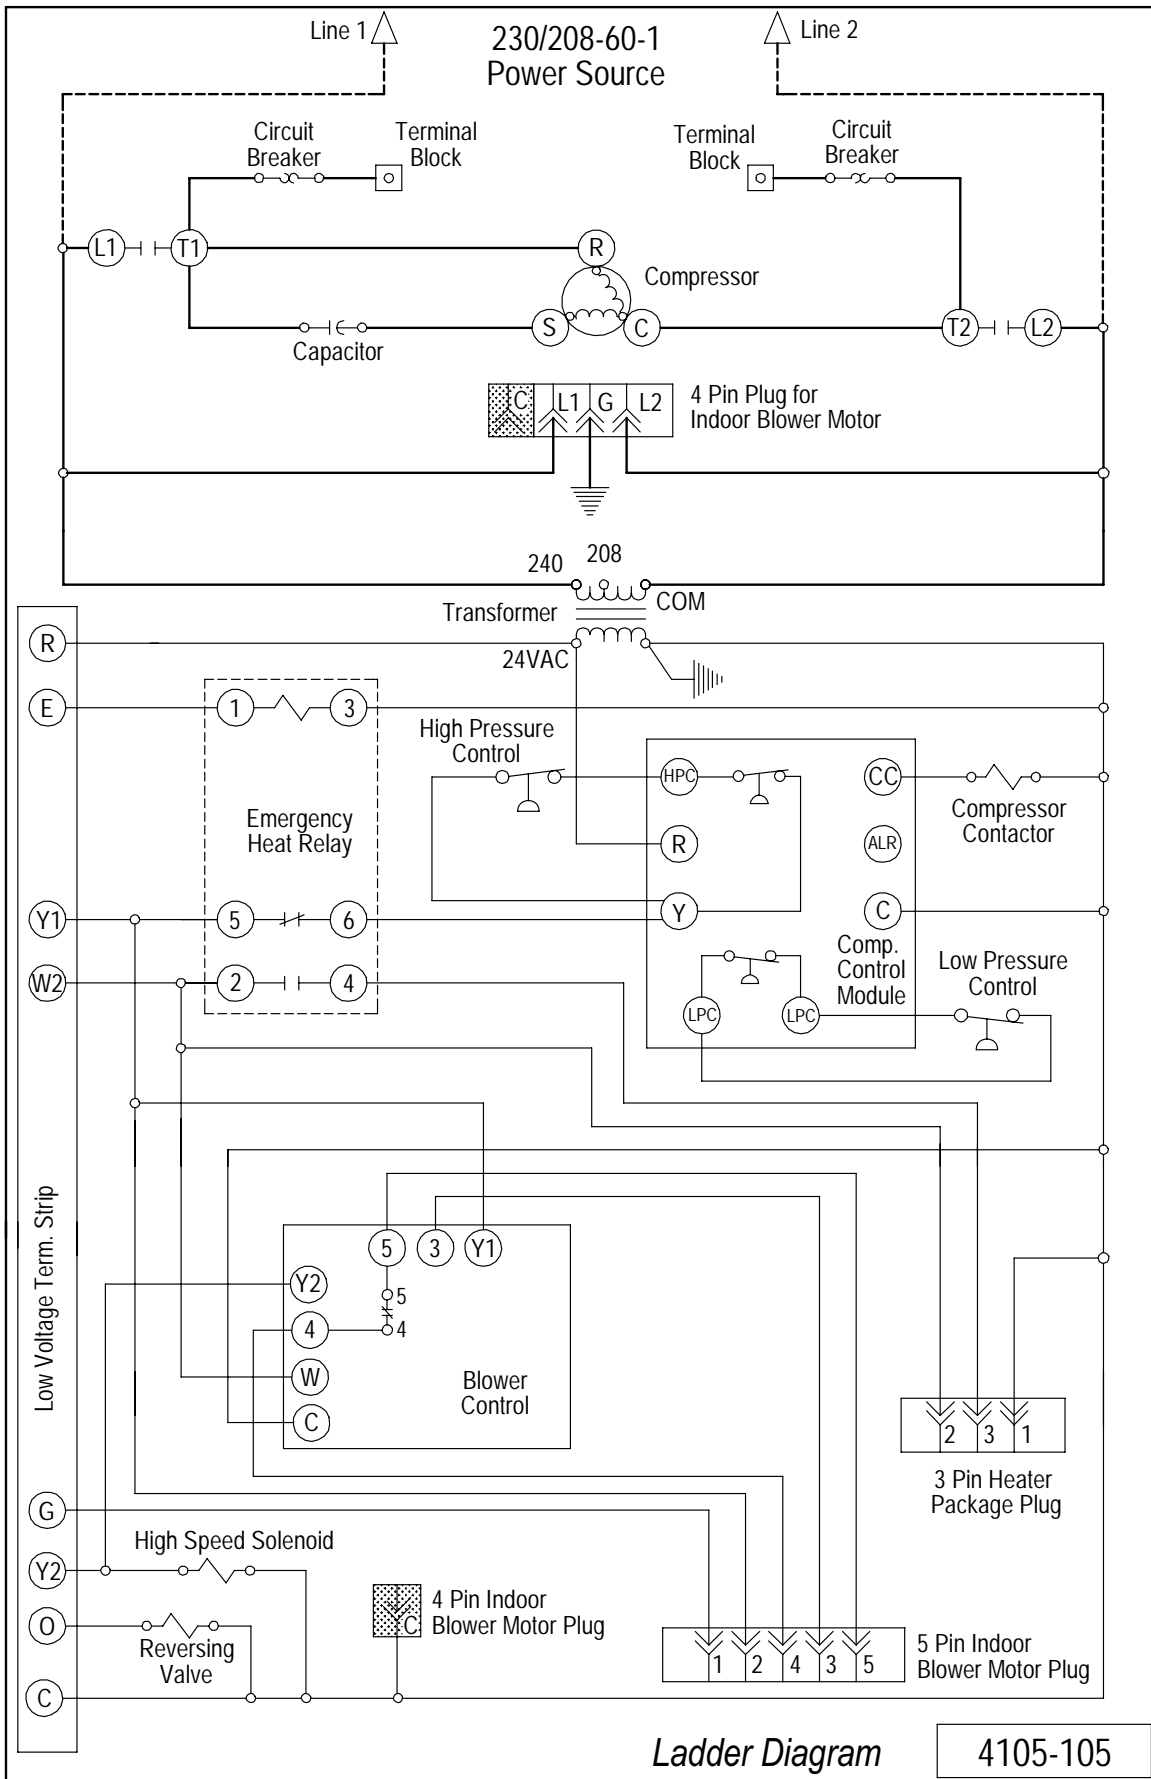 Line 1
230/208-60-1
Power Source
Line 2
Circuit
Breaker
Terminal
Block
Terminal
Block
Circuit
Breaker
L1
T1
R
Compressor
S
C
T2
L2
Capacitor
C
L1
G
L2
4 Pin Plug for
Indoor Blower Motor
240
208
Transformer
COM
24VAC
R
E
1
3
High Pressure
Control
HPC
CC
Compressor
Contactor
Emergency
Heat Relay
R
ALR
Y1
5
6
Y
C
Comp.
Control
Module
Low Pressure
Control
W2
2
4
LPC
LPC
Low Voltage Term. Strip
5
3
Y1
Y2
5
4
4
W
C
Blower
Control
2
3
1
3 Pin Heater
Package Plug
G
High Speed Solenoid
Y2
O
Reversing
Valve
C
4 Pin Indoor
Blower Motor Plug
C
1
2
4
3
5
5 Pin Indoor
Blower Motor Plug
Ladder Diagram
4105-105